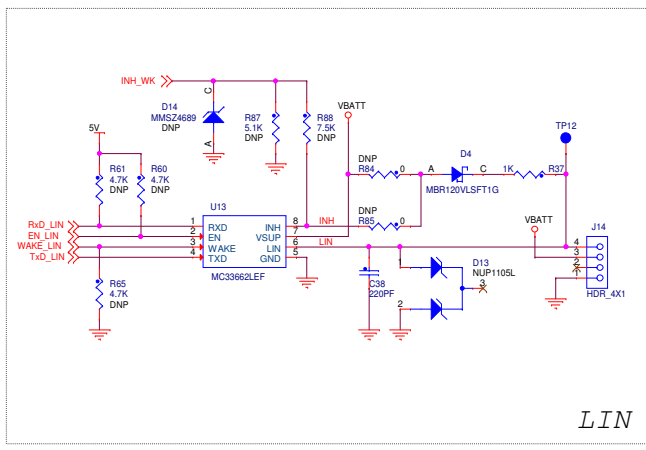 INH_WK
C
D14
MMSZ4689
DNP
A
R87
5.1K
DNP
R88
7.5K
DNP
VBATT
TP12
5V
R61
4.7K
DNP
R60
4.7K
DNP
DNP
R84
0
A
D4
C
MBR120VLSFT1G
1K
R37
U13
DNP
R85
0
RxD_LIN
EN_LIN
WAKE_LIN
TxD_LIN
1
2
3
4
RXD
EN
WAKE
TXD
INH
VSUP
LIN
GND
8
7
6
5
INH
LIN
MC33662LEF
VBATT
J14
4
3
2
1
HDR_4X1
R65
4.7K
DNP
C38
220PF
1
2
D13
NUP1105L
3
LIN